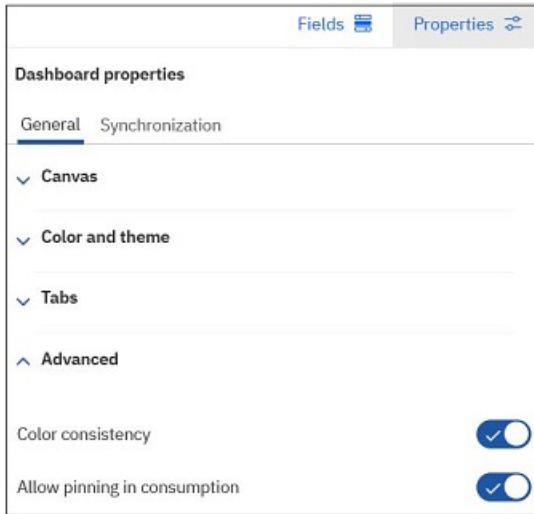 Fields Properties
Dashboard properties
General Synchronization
Canvas
Color and theme
Tabs
Advanced
Color consistency
Allow pinning in consumption